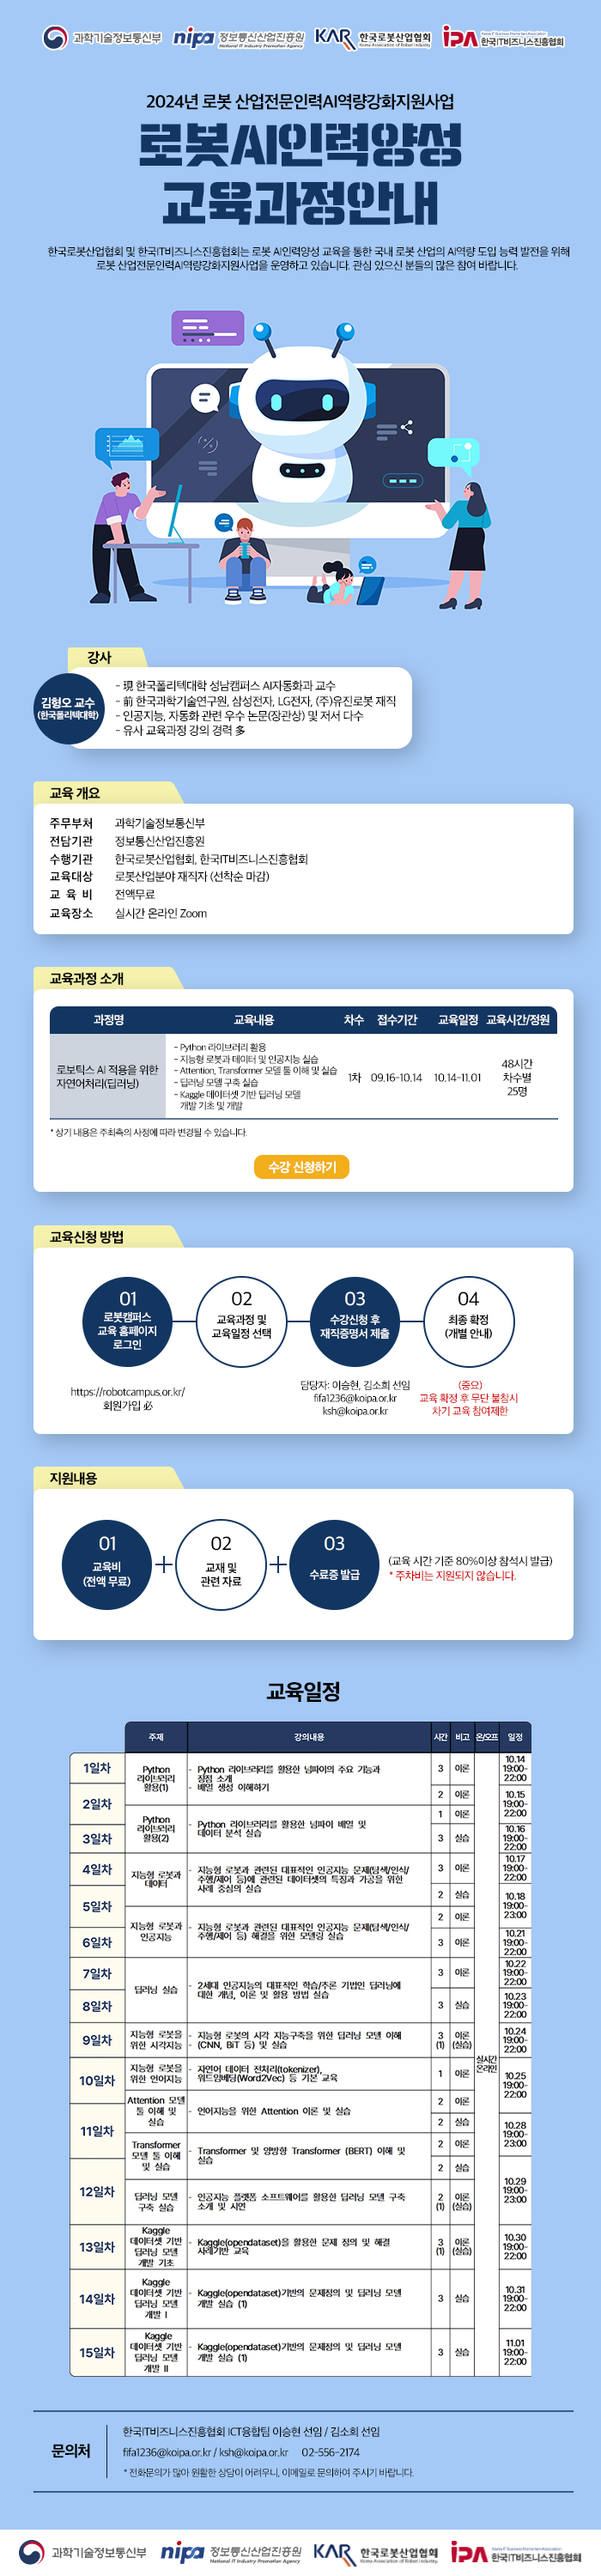 과학기술정보통신부
nipa 정보통신산업진흥원
National IT Industry Promotion Agency
KAR 한국로봇산업협회
Korea Association of Robot Industry
iPA 한국IT비즈니스진흥협회
2024년 로봇 산업전문인력AI역량강화지원사업
로봇AI인력양성
교육과정안내
한국로봇산업협회 및 한국IT비즈니스진흥협회는 로봇 AI인력양성 교육을 통한 국내 로봇 산업의 AI역량 도입 능력 발전을 위해
로봇 산업전문인력AI역량강화지원사업을 운영하고 있습니다. 관심 있으신 분들의 많은 참여 바랍니다.
강사
김형오 교수
(한국폴리텍대학)
- 現 한국폴리텍대학 성남캠퍼스 AI자동화과 교수
- 前 한국과학기술연구원, 삼성전자, LG전자, (주)유진로봇 재직
- 인공지능, 자동화 관련 우수 논문(장관상) 및 저서 다수
- 유사 교육과정 강의 경력 多
교육 개요
주무부처 과학기술정보통신부
전담기관 정보통신산업진흥원
수행기관 한국로봇산업협회, 한국IT비즈니스진흥협회
교육대상 로봇산업분야 재직자 (선착순 마감)
교 육 비 전액무료
교육장소 실시간 온라인 Zoom
교육과정 소개
과정명 교육내용 차수 접수기간 교육일정 교육시간/정원
로보틱스 AI 적용을 위한
자연어처리(딥러닝)
- Python 라이브러리 활용
- 지능형 로봇과 데이터 및 인공지능 실습
- Attention, Transformer 모델 툴 이해 및 실습
- 딥러닝 모델 구축 실습
- Kaggle 데이터셋 기반 딥러닝 모델
개발 기초 및 개발
1차 09.16-10.14 10.14-11.01
48시간
차수별
25명
* 상기 내용은 주최측의 사정에 따라 변경될 수 있습니다.
수강 신청하기
교육신청 방법
01
로봇캠퍼스
교육 홈페이지
로그인
https://robotcampus.or.kr/
회원가입 必
02
교육과정 및
교육일정 선택
03
수강신청 후
재직증명서 제출
담당자: 이승현, 김소희 선임
fifa1236@koipa.or.kr
ksh@koipa.or.kr
04
최종 확정
(개별 안내)
(중요)
교육 확정 후 무단 불참시
차기 교육 참여제한
지원내용
01
교육비
(전액 무료)
+
02
교재 및
관련 자료
+
03
수료증 발급
(교육 시간 기준 80%이상 참석시 발급)
* 주차비는 지원되지 않습니다.
교육일정
주제 강의내용 시간 비고 온/오프 일정
1일차
Python
라이브러리
활용(1)
- Python 라이브러리를 활용한 넘파이의 주요 기능과
장점 소개
- 배열 생성 이해하기
3 이론
10.14
19:00-
22:00
2일차
2 이론
1 이론
10.15
19:00-
22:00
Python
라이브러리
활용(2)
- Python 라이브러리를 활용한 넘파이 배열 및
데이터 분석 실습
3일차
3 실습
10.16
19:00-
22:00
4일차
지능형 로봇과
데이터
- 지능형 로봇과 관련된 대표적인 인공지능 문제(탐색/인식/
주행/제어 등)에 관련된 데이터셋의 특징과 가공을 위한
사례 중심의 실습
3 이론
10.17
19:00-
22:00
5일차
2 실습
2 이론
10.18
19:00-
23:00
지능형 로봇과
인공지능
- 지능형 로봇과 관련된 대표적인 인공지능 문제(탐색/인식/
주행/제어 등) 해결을 위한 모델링 실습
6일차
3 이론
10.21
19:00-
22:00
7일차
3 이론
10.22
19:00-
22:00
딥러닝 실습
- 2세대 인공지능의 대표적인 학습/추론 기법인 딥러닝에
대한 개념, 이론 및 활용 방법 실습
8일차
3 실습
10.23
19:00-
22:00
9일차
지능형 로봇을
위한 시각지능
- 지능형 로봇의 시각 지능구축을 위한 딥러닝 모델 이해
- (CNN, BiT 등) 및 실습
3
(1)
이론
(실습)
10.24
19:00-
22:00
실시간
온라인
10일차
지능형 로봇을
위한 언어지능
- 자연어 데이터 전처리(tokenizer),
워드임베딩(Word2Vec) 등 기본 교육
1 이론
10.25
19:00-
22:00
Attention 모델
툴 이해 및
실습
- 언어지능을 위한 Attention 이론 및 실습
2 이론
11일차
2 실습
2 이론
10.28
19:00-
23:00
Transformer
모델 툴 이해
및 실습
- Transformer 및 양방향 Transformer (BERT) 이해 및
실습
12일차
2 실습
딥러닝 모델
구축 실습
- 인공지능 플랫폼 소프트웨어를 활용한 딥러닝 모델 구축
소개 및 시연
2
(1)
이론
(실습)
10.29
19:00-
23:00
13일차
Kaggle
데이터셋 기반
딥러닝 모델
개발 기초
- Kaggle(opendataset)을 활용한 문제 정의 및 해결
사례기반 교육
3
(1)
이론
(실습)
10.30
19:00-
22:00
14일차
Kaggle
데이터셋 기반
딥러닝 모델
개발 I
- Kaggle(opendataset)기반의 문제정의 및 딥러닝 모델
개발 실습 (1)
3 실습
10.31
19:00-
22:00
15일차
Kaggle
데이터셋 기반
딥러닝 모델
개발 II
- Kaggle(opendataset)기반의 문제정의 및 딥러닝 모델
개발 실습 (1)
3 실습
11.01
19:00-
22:00
문의처
한국IT비즈니스진흥협회 ICT융합팀 이승현 선임 / 김소희 선임
fifa1236@koipa.or.kr / ksh@koipa.or.kr 02-556-2174
* 전화문의가 많아 원활한 상담이 어려우니, 이메일로 문의하여 주시기 바랍니다.
과학기술정보통신부
nipa 정보통신산업진흥원
National IT Industry Promotion Agency
KAR 한국로봇산업협회
Korea Association of Robot Industry
iPA 한국IT비즈니스진흥협회